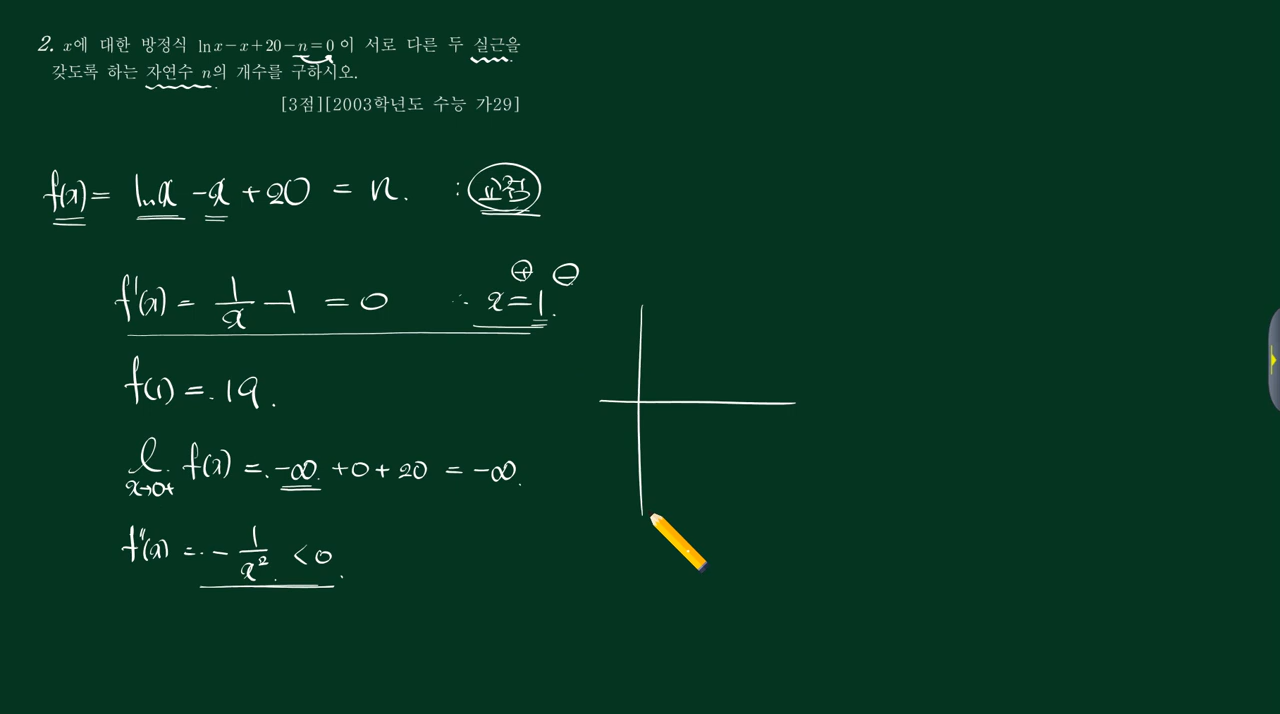 2. x에 대한 방정식 ln x − x + 20 − n = 0 이 서로 다른 두 실근을
갖도록 하는 자연수 n의 개수를 구하시오.
[3점][2003학년도 수능 가29]
f(x) = ln x − x + 20 = n. : 교점
⊕ ⊖
f'(x) = 1/x − 1 = 0 ∴ x = 1.
f(1) = 19.
l x→0+ f(x) = −∞ + 0 + 20 = −∞.
f''(x) = − 1/x² < 0.